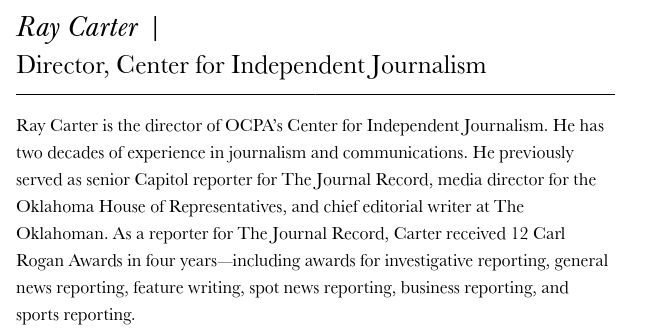 Ray Carter |
Director, Center for Independent Journalism
Ray Carter is the director of OCPA’s Center for Independent Journalism. He has
two decades of experience in journalism and communications. He previously
served as senior Capitol reporter for The Journal Record, media director for the
Oklahoma House of Representatives, and chief editorial writer at The
Oklahoman. As a reporter for The Journal Record, Carter received 12 Carl
Rogan Awards in four years—including awards for investigative reporting, general
news reporting, feature writing, spot news reporting, business reporting, and
sports reporting.